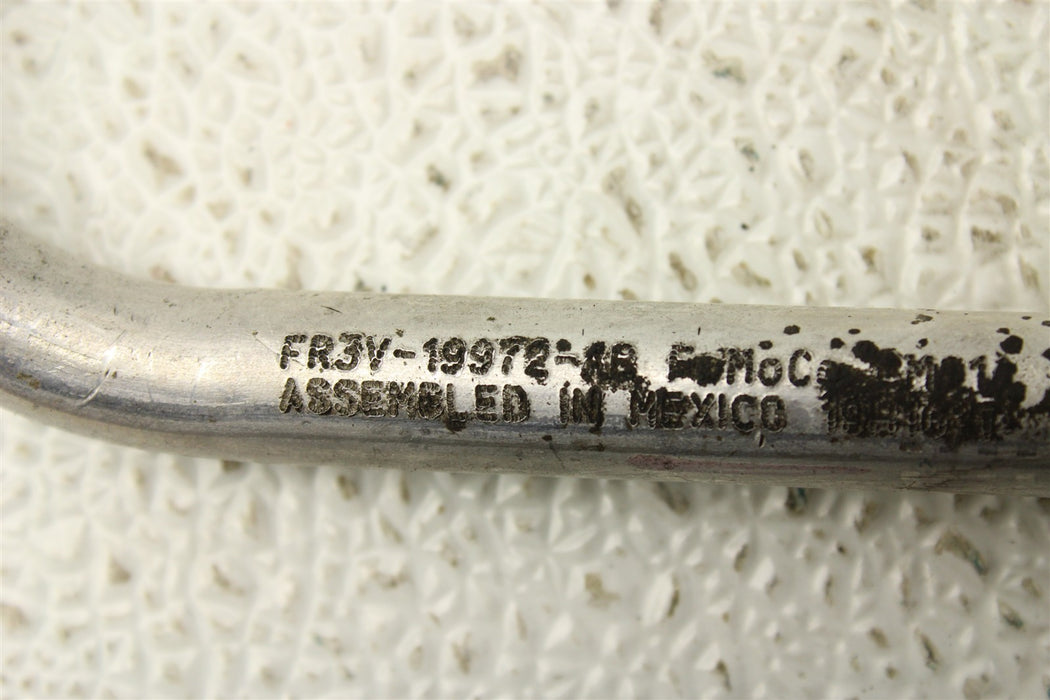 FR3V-19972-AB FoMoCo
ASSEMBLED IN MEXICO